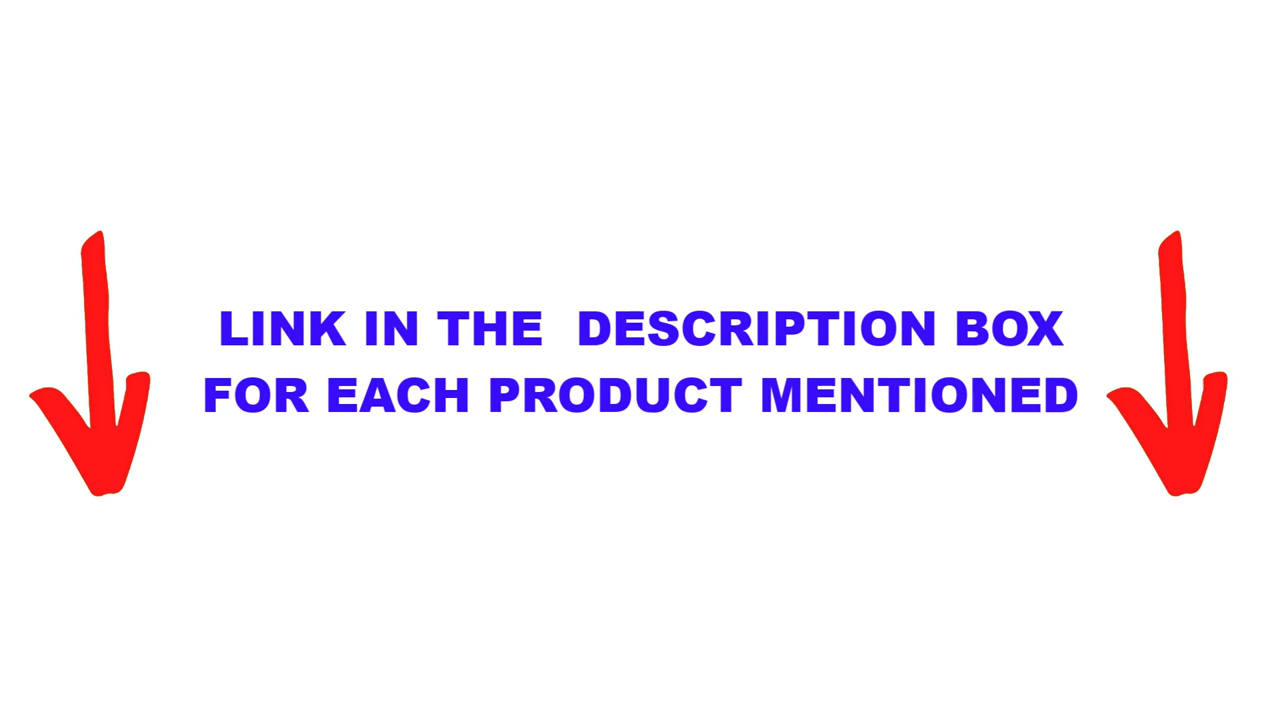 LINK IN THE  DESCRIPTION BOX
FOR EACH PRODUCT MENTIONED